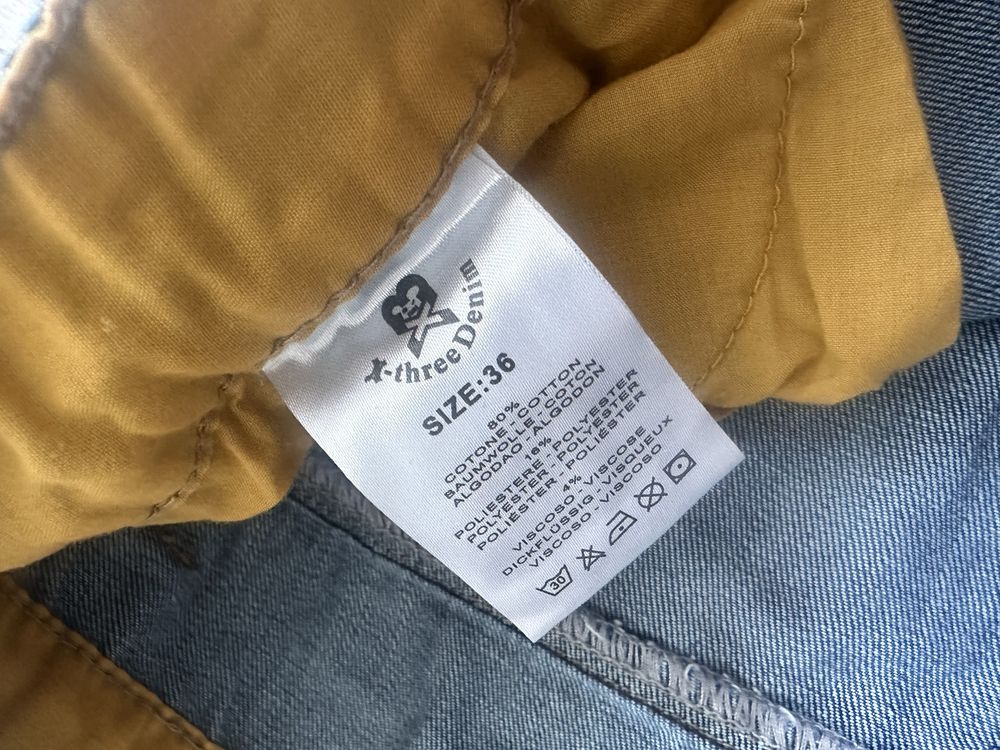 x-three Denim
SIZE:36
80%
COTONE - COTTON
BAUMWOLLE - COTON
ALGODAO - ALGODON
16%
POLIESTERE - POLYESTER
POLYESTER - POLYESTER
POLIÉSTER - POLIÉSTER
4%
VISCOSO - VISCOSE
DICKFLÜSSIG - VISQUEUX
VISCOSO - VISCOSO
30